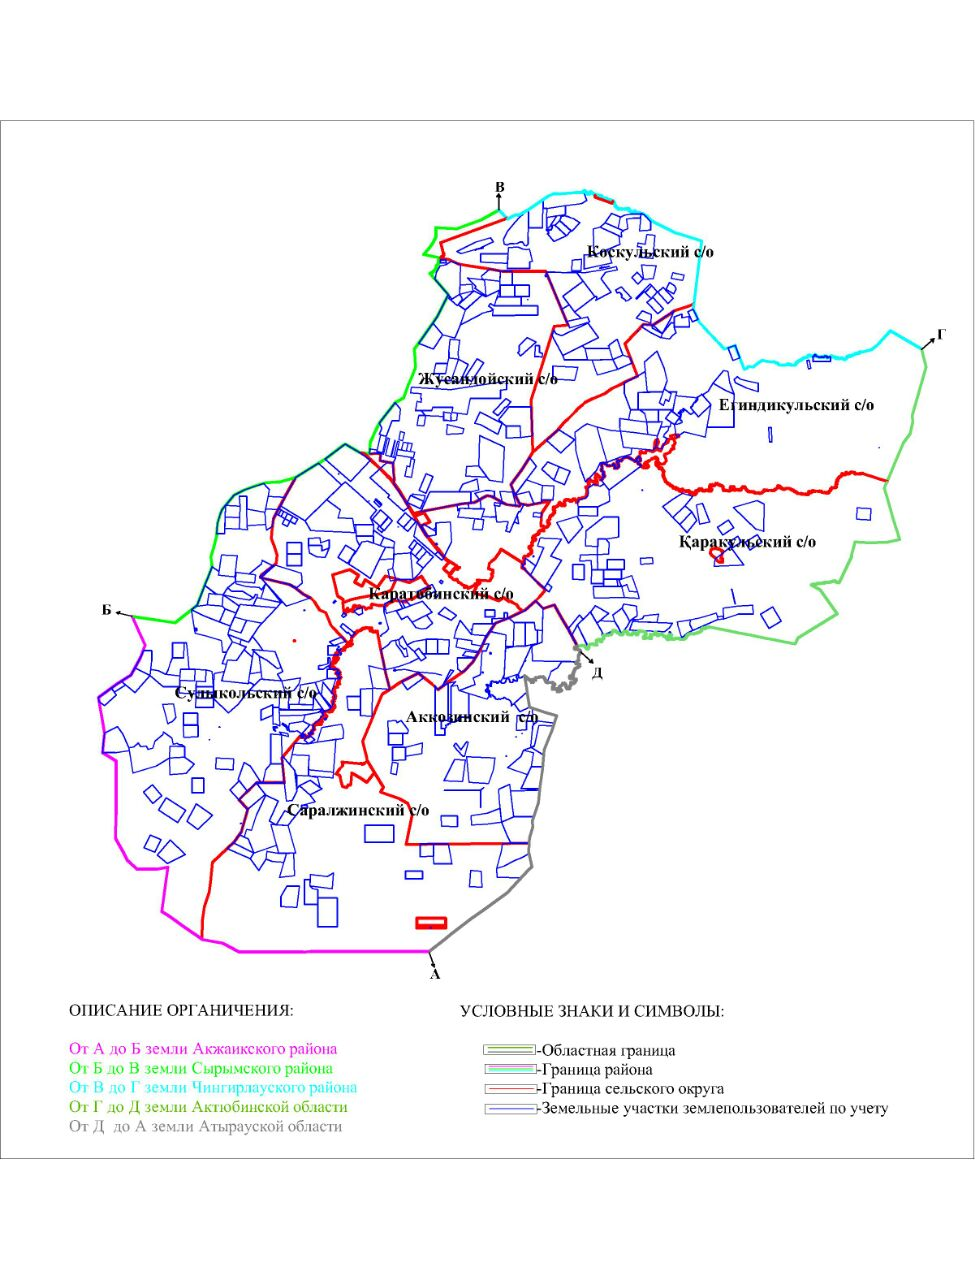 В
Коскульский с/о
Г
Жусандойский с/о
Егиндикульский с/о
Қаракульский с/о
Каратобинский с/о
Б
Д
Сулыкольский с/о
Аккозинский с/о
Саралжинский с/о
А
ОПИСАНИЕ ОРГАНИЧЕНИЯ:
От А до Б земли Акжаикского района
От Б до В земли Сырымского района
От В до Г земли Чингирлауского района
От Г до Д земли Актюбинской области
От Д до А земли Атырауской области
УСЛОВНЫЕ ЗНАКИ И СИМВОЛЫ:
-Областная граница
-Граница района
-Граница сельского округа
-Земельные участки землепользователей по учету